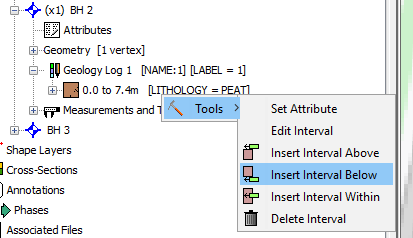 (x1) BH 2
Attributes
Geometry [1 vertex]
Geology Log 1 [NAME:1] [LABEL = 1]
0.0 to 7.4m [LITHOLOGY = PEAT]
Measurements and T
BH 3
Shape Layers
Cross-Sections
Annotations
Phases
Associated Files
Tools
Set Attribute
Edit Interval
Insert Interval Above
Insert Interval Below
Insert Interval Within
Delete Interval